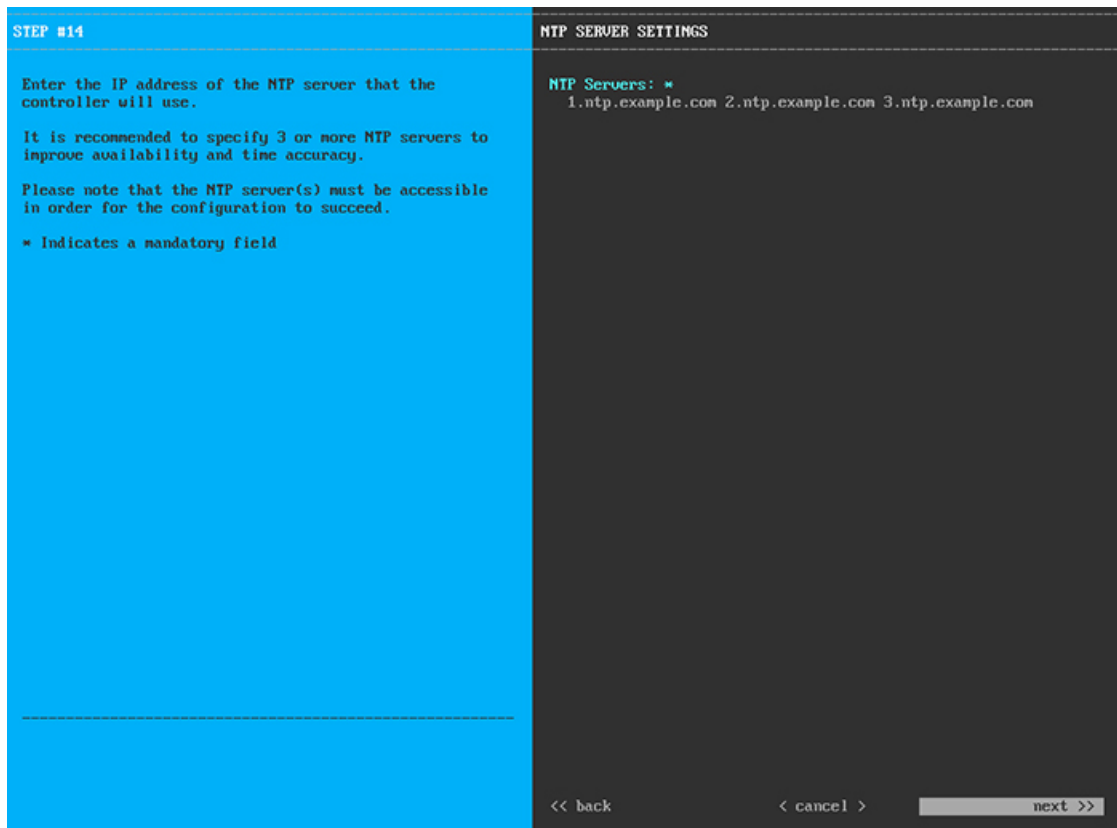 STEP #14
Enter the IP address of the NTP server that the
controller will use.
It is recommended to specify 3 or more NTP servers to
improve availability and time accuracy.
Please note that the NTP server(s) must be accessible
in order for the configuration to succeed.
* Indicates a mandatory field
NTP SERVER SETTINGS
NTP Servers: *
1.ntp.example.com 2.ntp.example.com 3.ntp.example.com
<< back < cancel > next >>